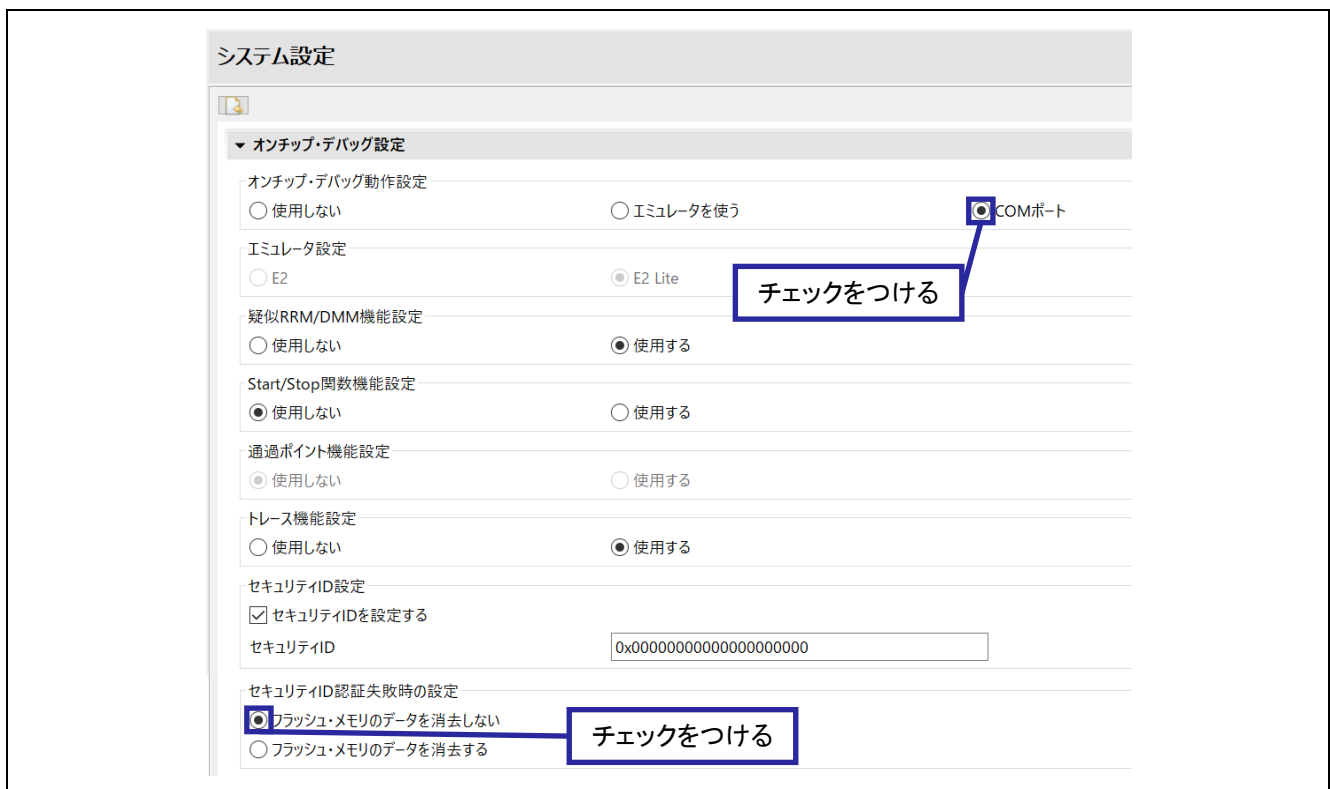 システム設定
オンチップ・デバッグ設定
オンチップ・デバッグ動作設定
使用しない エミュレータを使う COMポート
エミュレータ設定
E2 E2 Lite
チェックをつける
疑似RRM/DMM機能設定
使用しない 使用する
Start/Stop関数機能設定
使用しない 使用する
通過ポイント機能設定
使用しない 使用する
トレース機能設定
使用しない 使用する
セキュリティID設定
セキュリティIDを設定する
セキュリティID 0x00000000000000000000
セキュリティID認証失敗時の設定
フラッシュ・メモリのデータを消去しない
チェックをつける
フラッシュ・メモリのデータを消去する